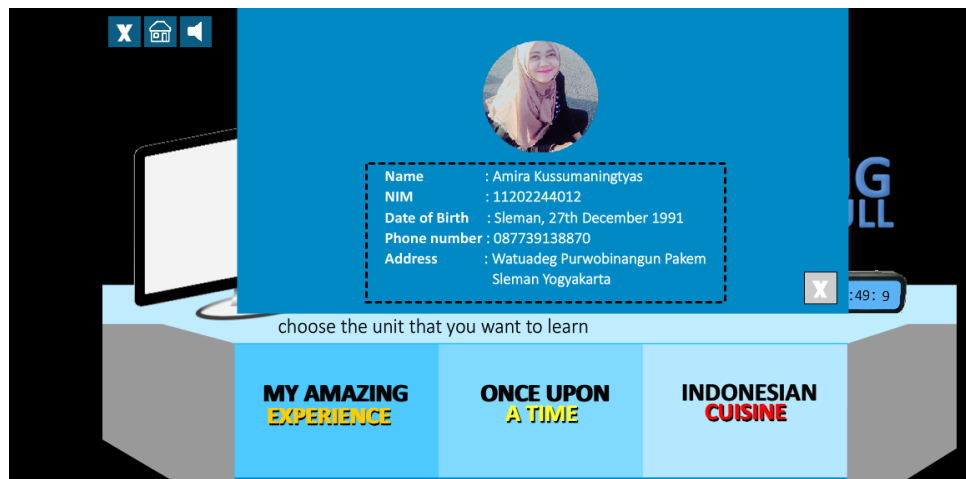 X
Name : Amira Kussumaningtyas
NIM : 11202244012
Date of Birth : Sleman, 27th December 1991
Phone number : 087739138870
Address : Watuadeg Purwobinangun Pakem
Sleman Yogyakarta
X
:49: 9
choose the unit that you want to learn
MY AMAZING
EXPERIENCE
ONCE UPON
A TIME
INDONESIAN
CUISINE